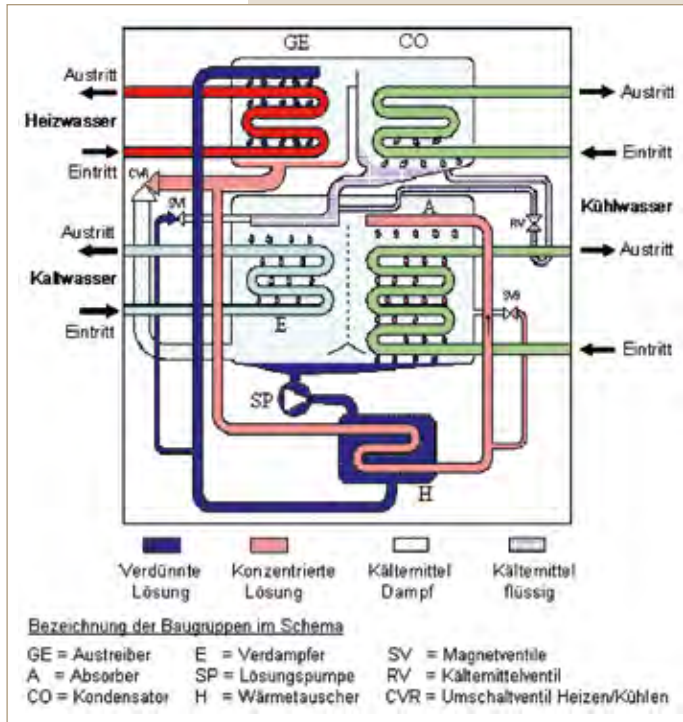 GE CO
Austritt
Austritt
Heizwasser
Eintritt
Eintritt
CVR
SV1
A
RV
Kühlwasser
Austritt
Austritt
Kaltwasser
E
Eintritt
Eintritt
SP
H
Verdünnte Lösung
Konzentrierte Lösung
Kältemittel Dampf
Kältemittel flüssig
Bezeichnung der Baugruppen im Schema
GE = Austreiber E = Verdampfer SV = Magnetventile
A = Absorber SP = Lösungspumpe RV = Kältemittelventil
CO = Kondensator H = Wärmetauscher CVR = Umschaltventil Heizen/Kühlen